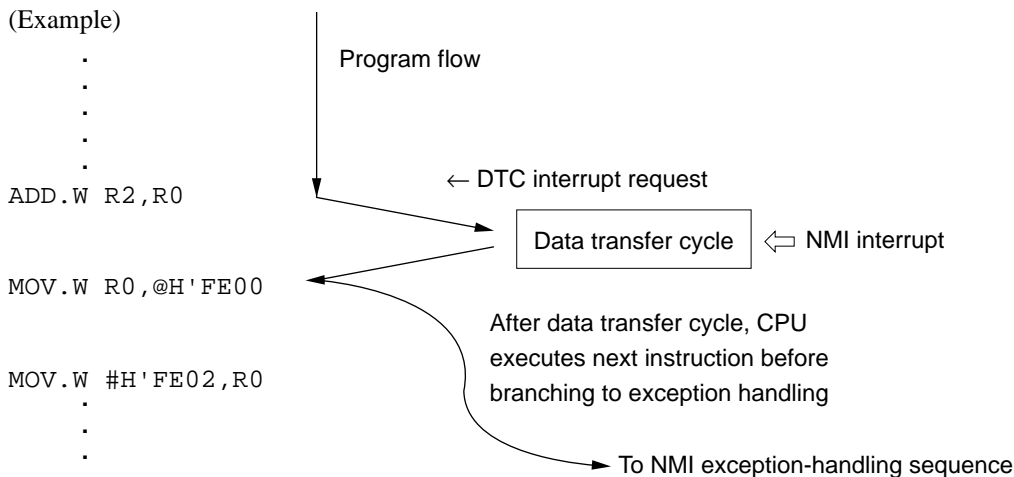 (Example)
Program flow
← DTC interrupt request
ADD.W R2,R0
Data transfer cycle
⇦ NMI interrupt
MOV.W R0,@H'FE00
After data transfer cycle, CPU
executes next instruction before
branching to exception handling
MOV.W #H'FE02,R0
To NMI exception-handling sequence